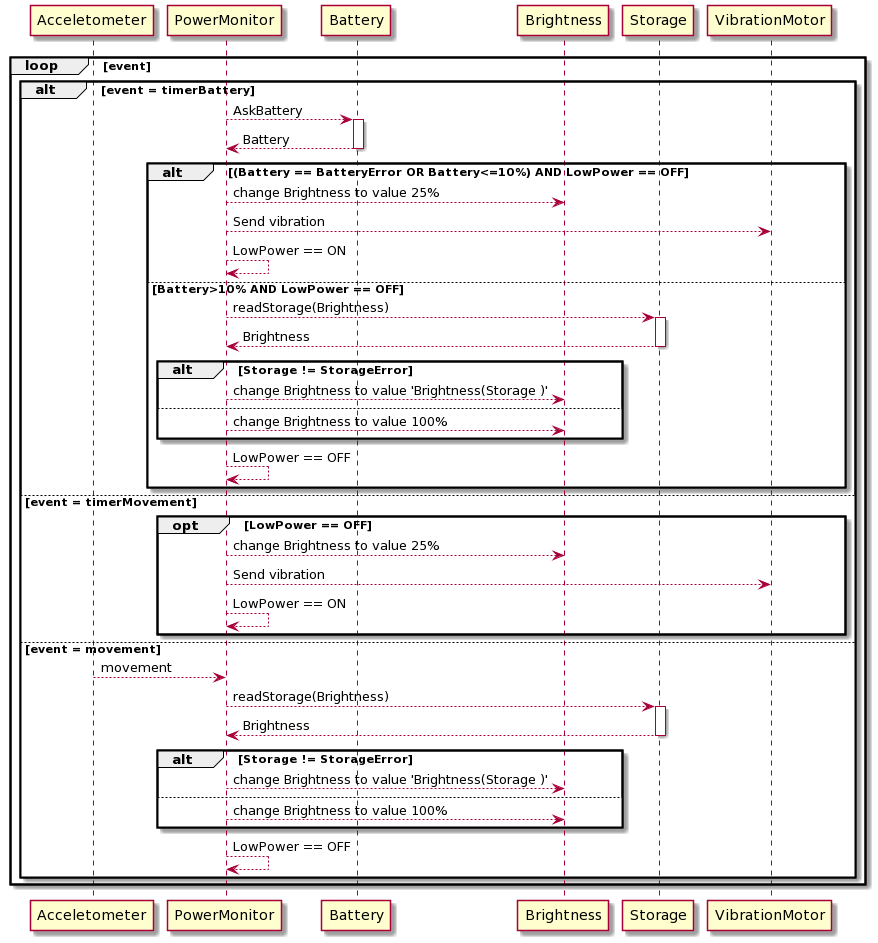 Acceletometer PowerMonitor Battery Brightness Storage VibrationMotor
loop [event]
alt [event = timerBattery]
AskBattery
Battery
alt [(Battery == BatteryError OR Battery<=10%) AND LowPower == OFF]
change Brightness to value 25%
Send vibration
LowPower == ON
[Battery>10% AND LowPower == OFF]
readStorage(Brightness)
Brightness
alt [Storage != StorageError]
change Brightness to value 'Brightness(Storage )'
change Brightness to value 100%
LowPower == OFF
[event = timerMovement]
opt [LowPower == OFF]
change Brightness to value 25%
Send vibration
LowPower == ON
[event = movement]
movement
readStorage(Brightness)
Brightness
alt [Storage != StorageError]
change Brightness to value 'Brightness(Storage )'
change Brightness to value 100%
LowPower == OFF
Acceletometer PowerMonitor Battery Brightness Storage VibrationMotor